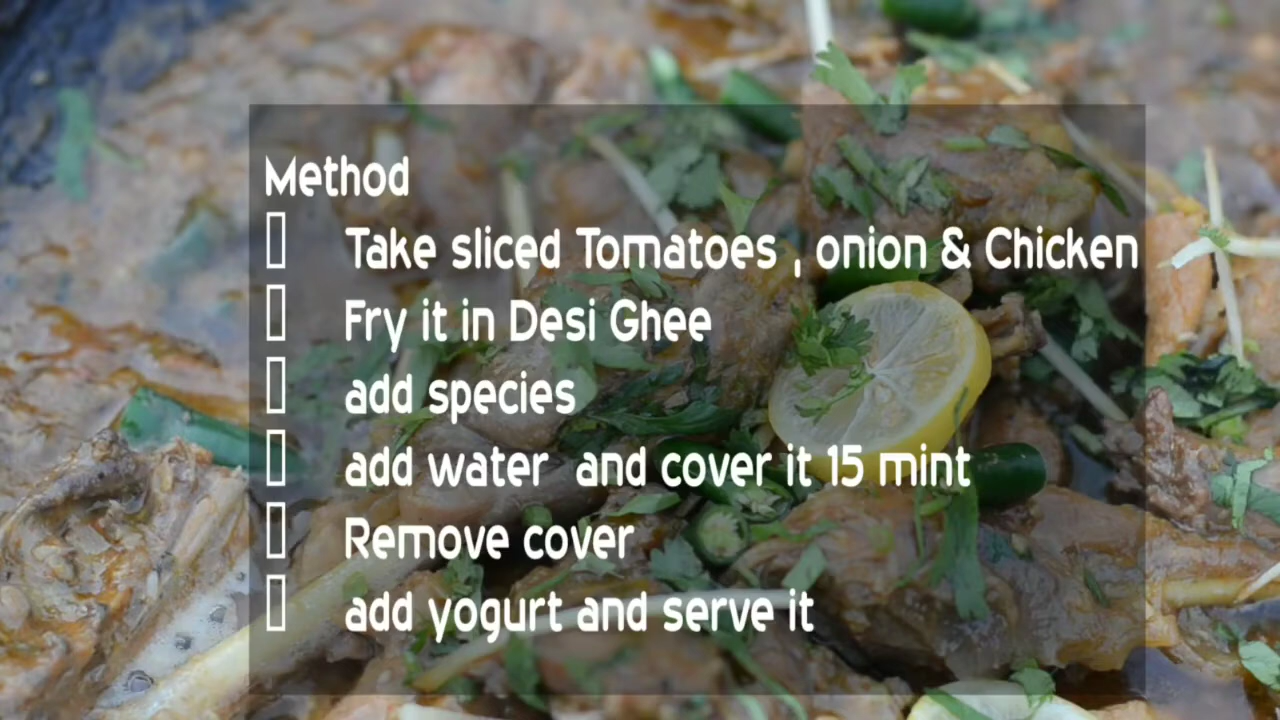 Method
Take sliced Tomatoes , onion & Chicken
Fry it in Desi Ghee
add species
add water and cover it 15 mint
Remove cover
add yogurt and serve it